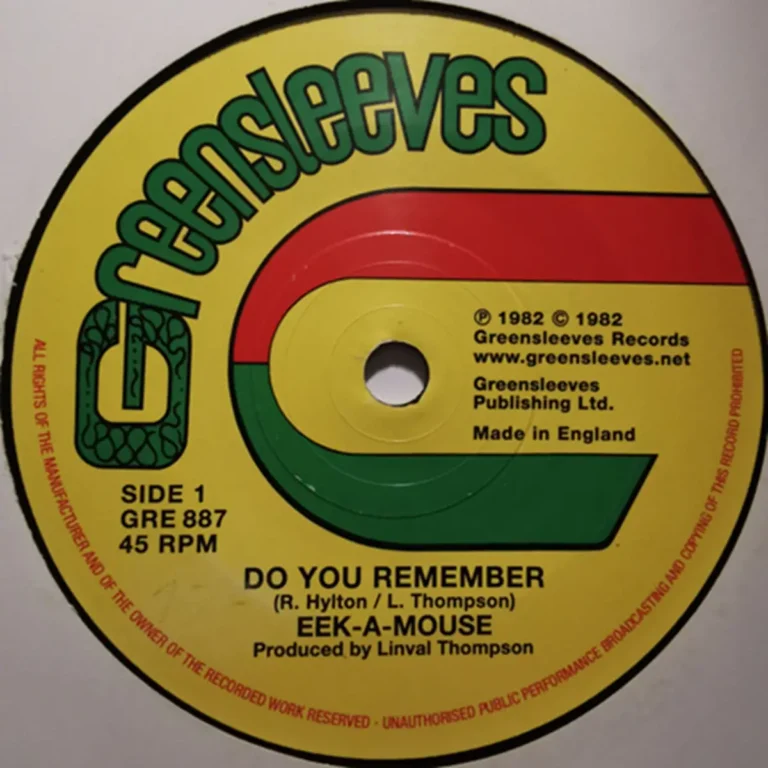 Greensleeves
℗ 1982 © 1982
Greensleeves Records
www.greensleeves.net
Greensleeves
Publishing Ltd.
Made in England
SIDE 1
GRE 887
45 RPM
DO YOU REMEMBER
(R. Hylton / L. Thompson)
EEK-A-MOUSE
Produced by Linval Thompson
ALL RIGHTS OF THE MANUFACTURER AND OF THE OWNER OF THE RECORDED WORK RESERVED - UNAUTHORISED PUBLIC PERFORMANCE BROADCASTING AND COPYING OF THIS RECORD PROHIBITED